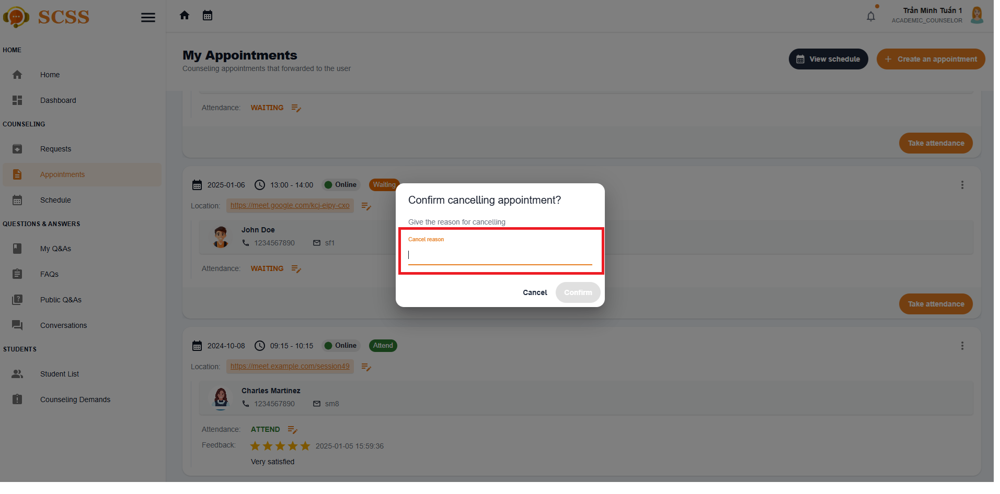 SCSS
Trần Minh Tuấn 1
ACADEMIC_COUNSELOR
HOME
Home
Dashboard
COUNSELING
Requests
Appointments
Schedule
QUESTIONS & ANSWERS
My Q&As
FAQs
Public Q&As
Conversations
STUDENTS
Student List
Counseling Demands
My Appointments
Counseling appointments that forwarded to the user
View schedule
+ Create an appointment
Attendance: WAITING
Take attendance
2025-01-06 13:00 - 14:00 Online Waiting
Location: https://meet.google.com/kcj-eipy-cxo
John Doe
1234567890 sf1
Attendance: WAITING
Take attendance
Confirm cancelling appointment?
Give the reason for cancelling
Cancel reason
Cancel Confirm
2024-10-08 09:15 - 10:15 Online Attend
Location: https://meet.example.com/session49
Charles Martinez
1234567890 sm8
Attendance: ATTEND
Feedback: 2025-01-05 15:59:36
Very satisfied